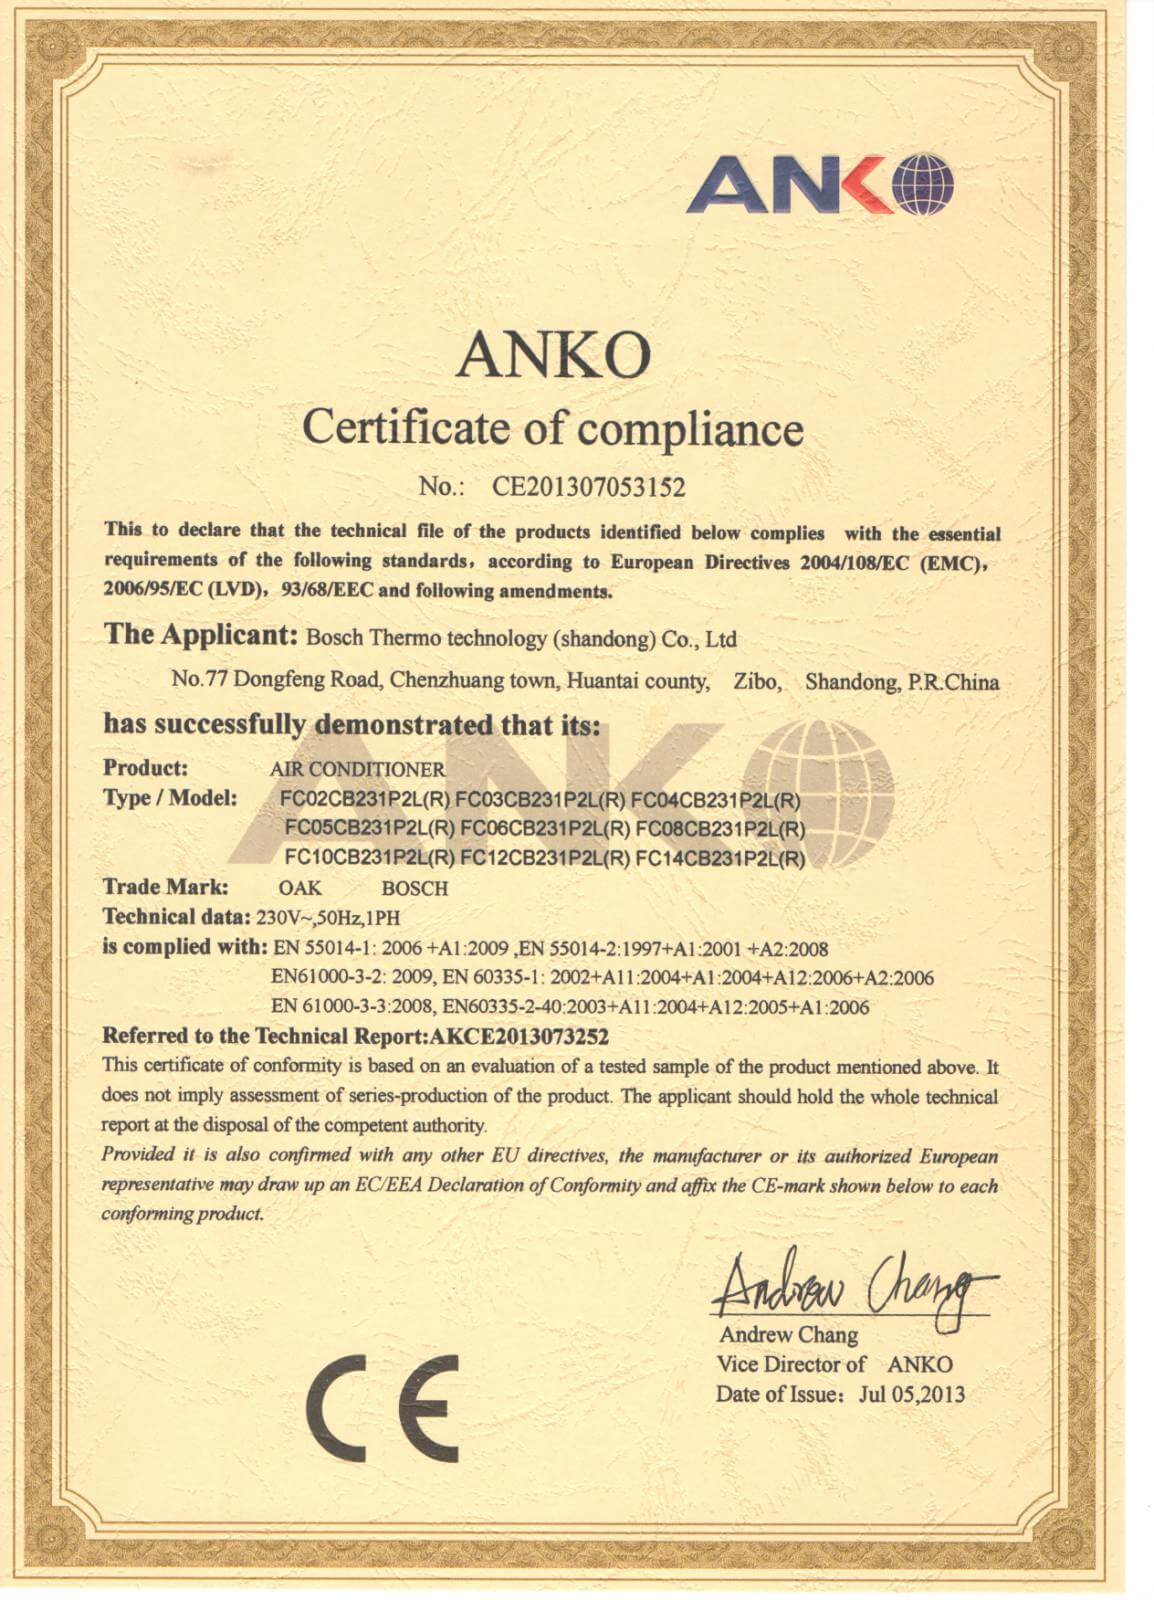 ANKO
ANKO
Certificate of compliance
No.: CE201307053152
This to declare that the technical file of the products identified below complies with the essential
requirements of the following standards, according to European Directives 2004/108/EC (EMC),
2006/95/EC (LVD), 93/68/EEC and following amendments.
The Applicant: Bosch Thermo technology (shandong) Co., Ltd
No.77 Dongfeng Road, Chenzhuang town, Huantai county, Zibo, Shandong, P.R.China
has successfully demonstrated that its:
ANKO
Product: AIR CONDITIONER
Type / Model: FC02CB231P2L(R) FC03CB231P2L(R) FC04CB231P2L(R)
FC05CB231P2L(R) FC06CB231P2L(R) FC08CB231P2L(R)
FC10CB231P2L(R) FC12CB231P2L(R) FC14CB231P2L(R)
Trade Mark: OAK BOSCH
Technical data: 230V~,50Hz,1PH
is complied with: EN 55014-1: 2006 +A1:2009 ,EN 55014-2:1997+A1:2001 +A2:2008
EN61000-3-2: 2009, EN 60335-1: 2002+A11:2004+A1:2004+A12:2006+A2:2006
EN 61000-3-3:2008, EN60335-2-40:2003+A11:2004+A12:2005+A1:2006
Referred to the Technical Report:AKCE2013073252
This certificate of conformity is based on an evaluation of a tested sample of the product mentioned above. It
does not imply assessment of series-production of the product. The applicant should hold the whole technical
report at the disposal of the competent authority.
Provided it is also confirmed with any other EU directives, the manufacturer or its authorized European
representative may draw up an EC/EEA Declaration of Conformity and affix the CE-mark shown below to each
conforming product.
Andrew Chang
Andrew Chang
Vice Director of ANKO
Date of Issue: Jul 05,2013
CE